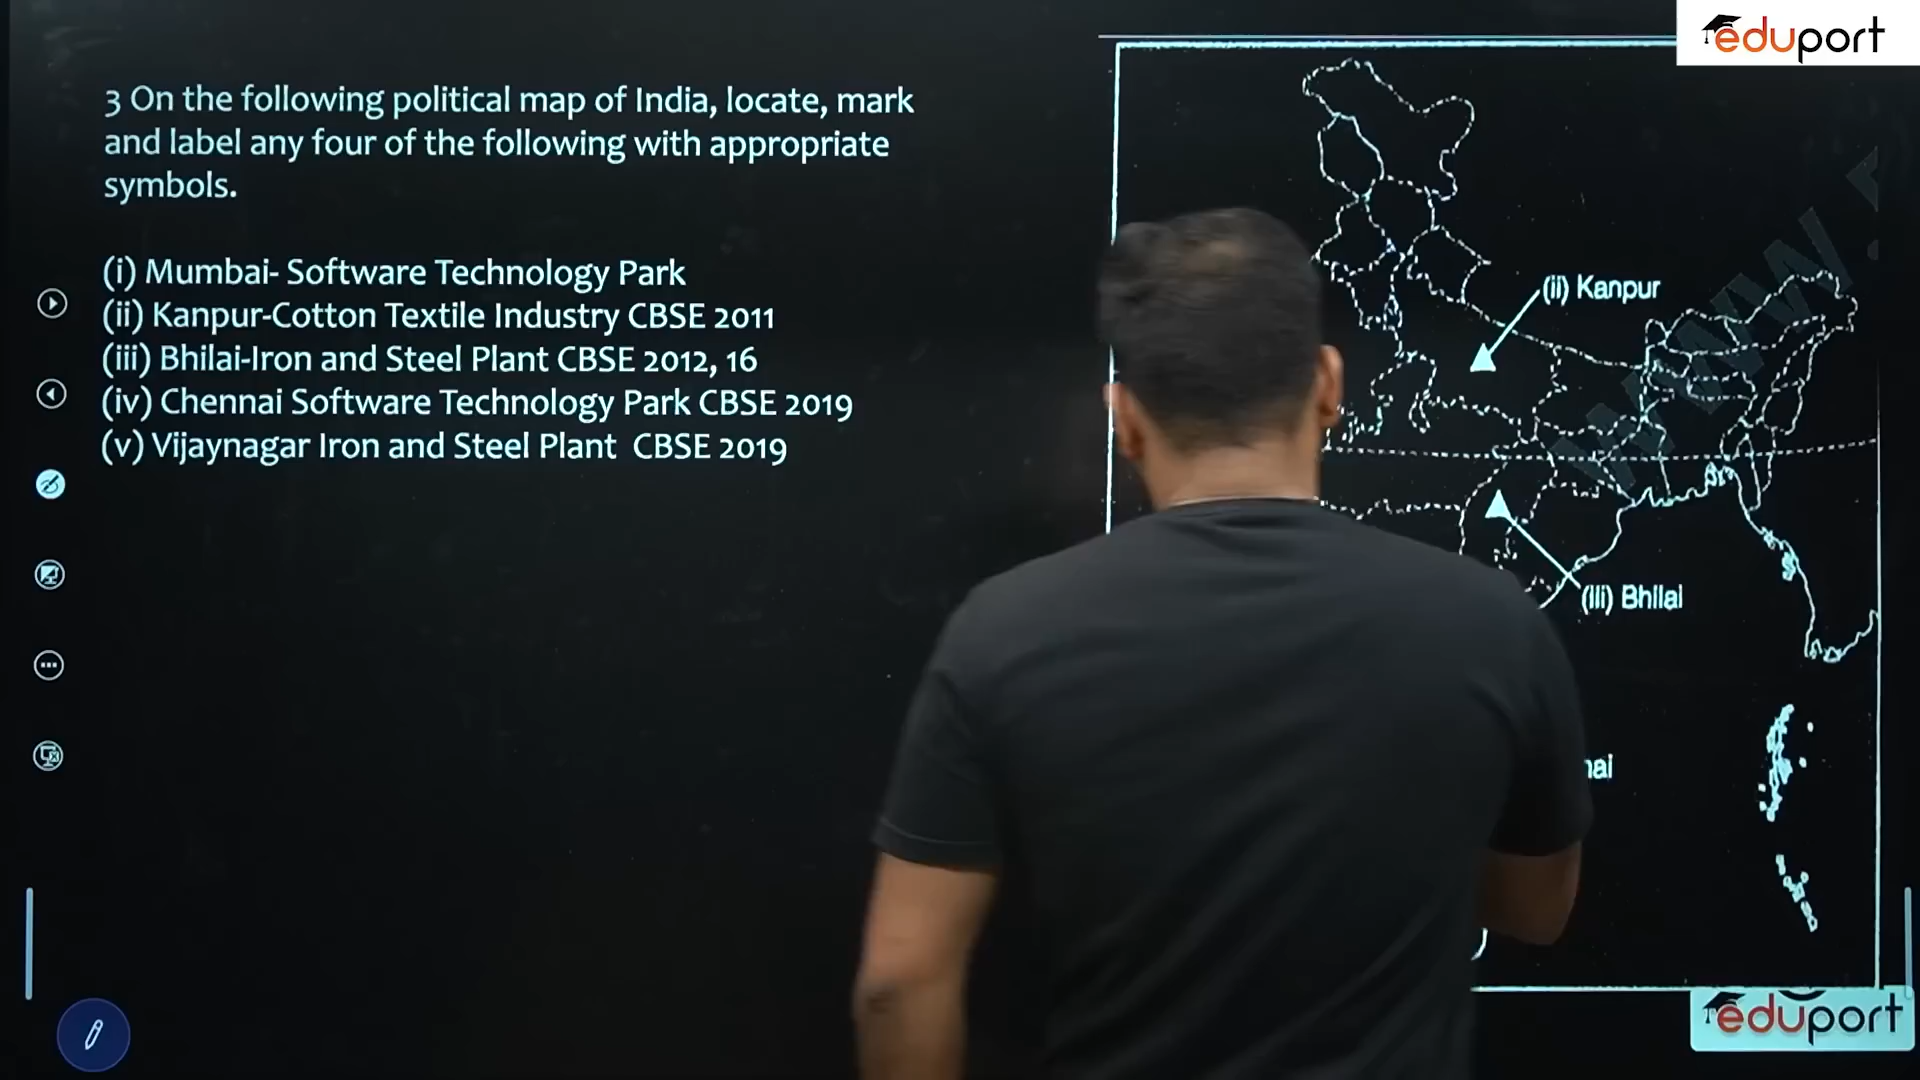 eduport
3 On the following political map of India, locate, mark
and label any four of the following with appropriate
symbols.
(i) Mumbai- Software Technology Park
(ii) Kanpur-Cotton Textile Industry CBSE 2011
(iii) Bhilai-Iron and Steel Plant CBSE 2012, 16
(iv) Chennai Software Technology Park CBSE 2019
(v) Vijaynagar Iron and Steel Plant CBSE 2019
(ii) Kanpur
www.
(iii) Bhilai
nai
eduport